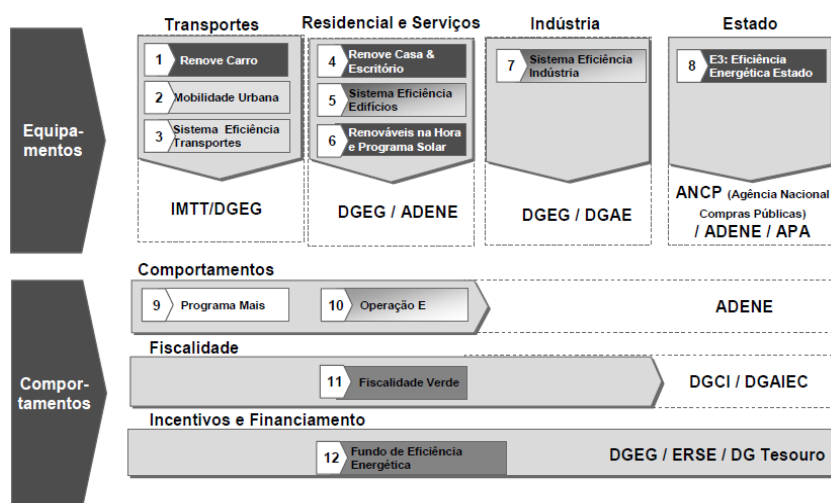 Transportes
Residencial e Serviços
Indústria
Estado
Equipa-
mentos
1 Renove Carro
2 Mobilidade Urbana
3 Sistema Eficiência
Transportes
IMTT/DGEG
4 Renove Casa &
Escritório
5 Sistema Eficiência
Edifícios
6 Renováveis na Hora
e Programa Solar
DGEG / ADENE
7 Sistema Eficiência
Indústria
DGEG / DGAE
8 E3: Eficiência
Energética Estado
ANCP (Agência Nacional
Compras Públicas)
/ ADENE / APA
Compor-
tamentos
Comportamentos
9 Programa Mais
10 Operação E
ADENE
Fiscalidade
11 Fiscalidade Verde
DGCI / DGAIEC
Incentivos e Financiamento
12 Fundo de Eficiência
Energética
DGEG / ERSE / DG Tesouro